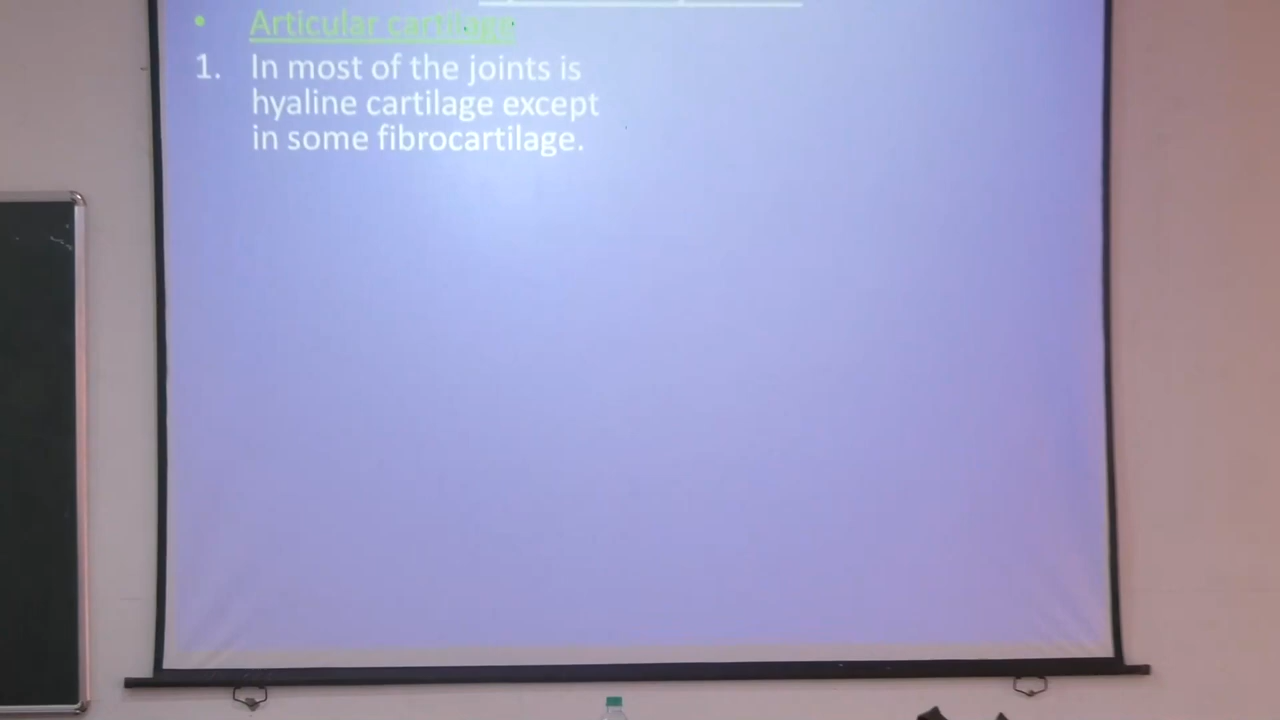 • Articular cartilage
1. In most of the joints is
hyaline cartilage except
in some fibrocartilage.